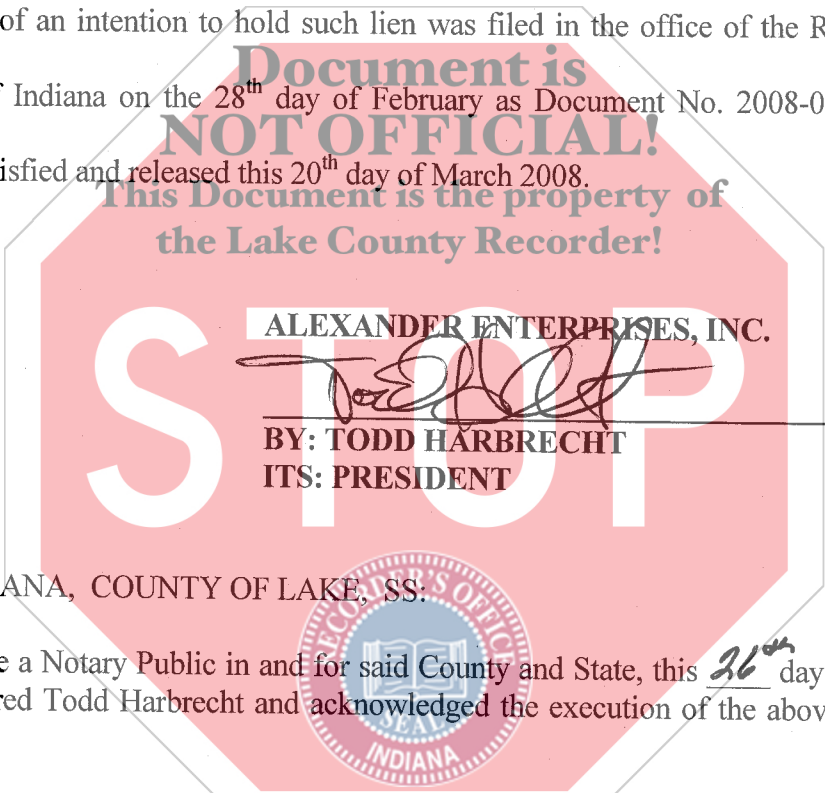 of an intention to hold such lien was filed in the office of the R
Document is
Indiana on the 28th day of February as Document No. 2008-0
NOT OFFICIAL!
isfied and released this 20th day of March 2008.
This Document is the property of
the Lake County Recorder!
STOP
ALEXANDER ENTERPRISES, INC.
BY: TODD HARBRECHT
ITS: PRESIDENT
ANA, COUNTY OF LAKE, SS:
RECORDER'S OFFICE
e a Notary Public in and for said County and State, this 26th day
red Todd Harbrecht and acknowledged the execution of the abov
SEAL
INDIANA